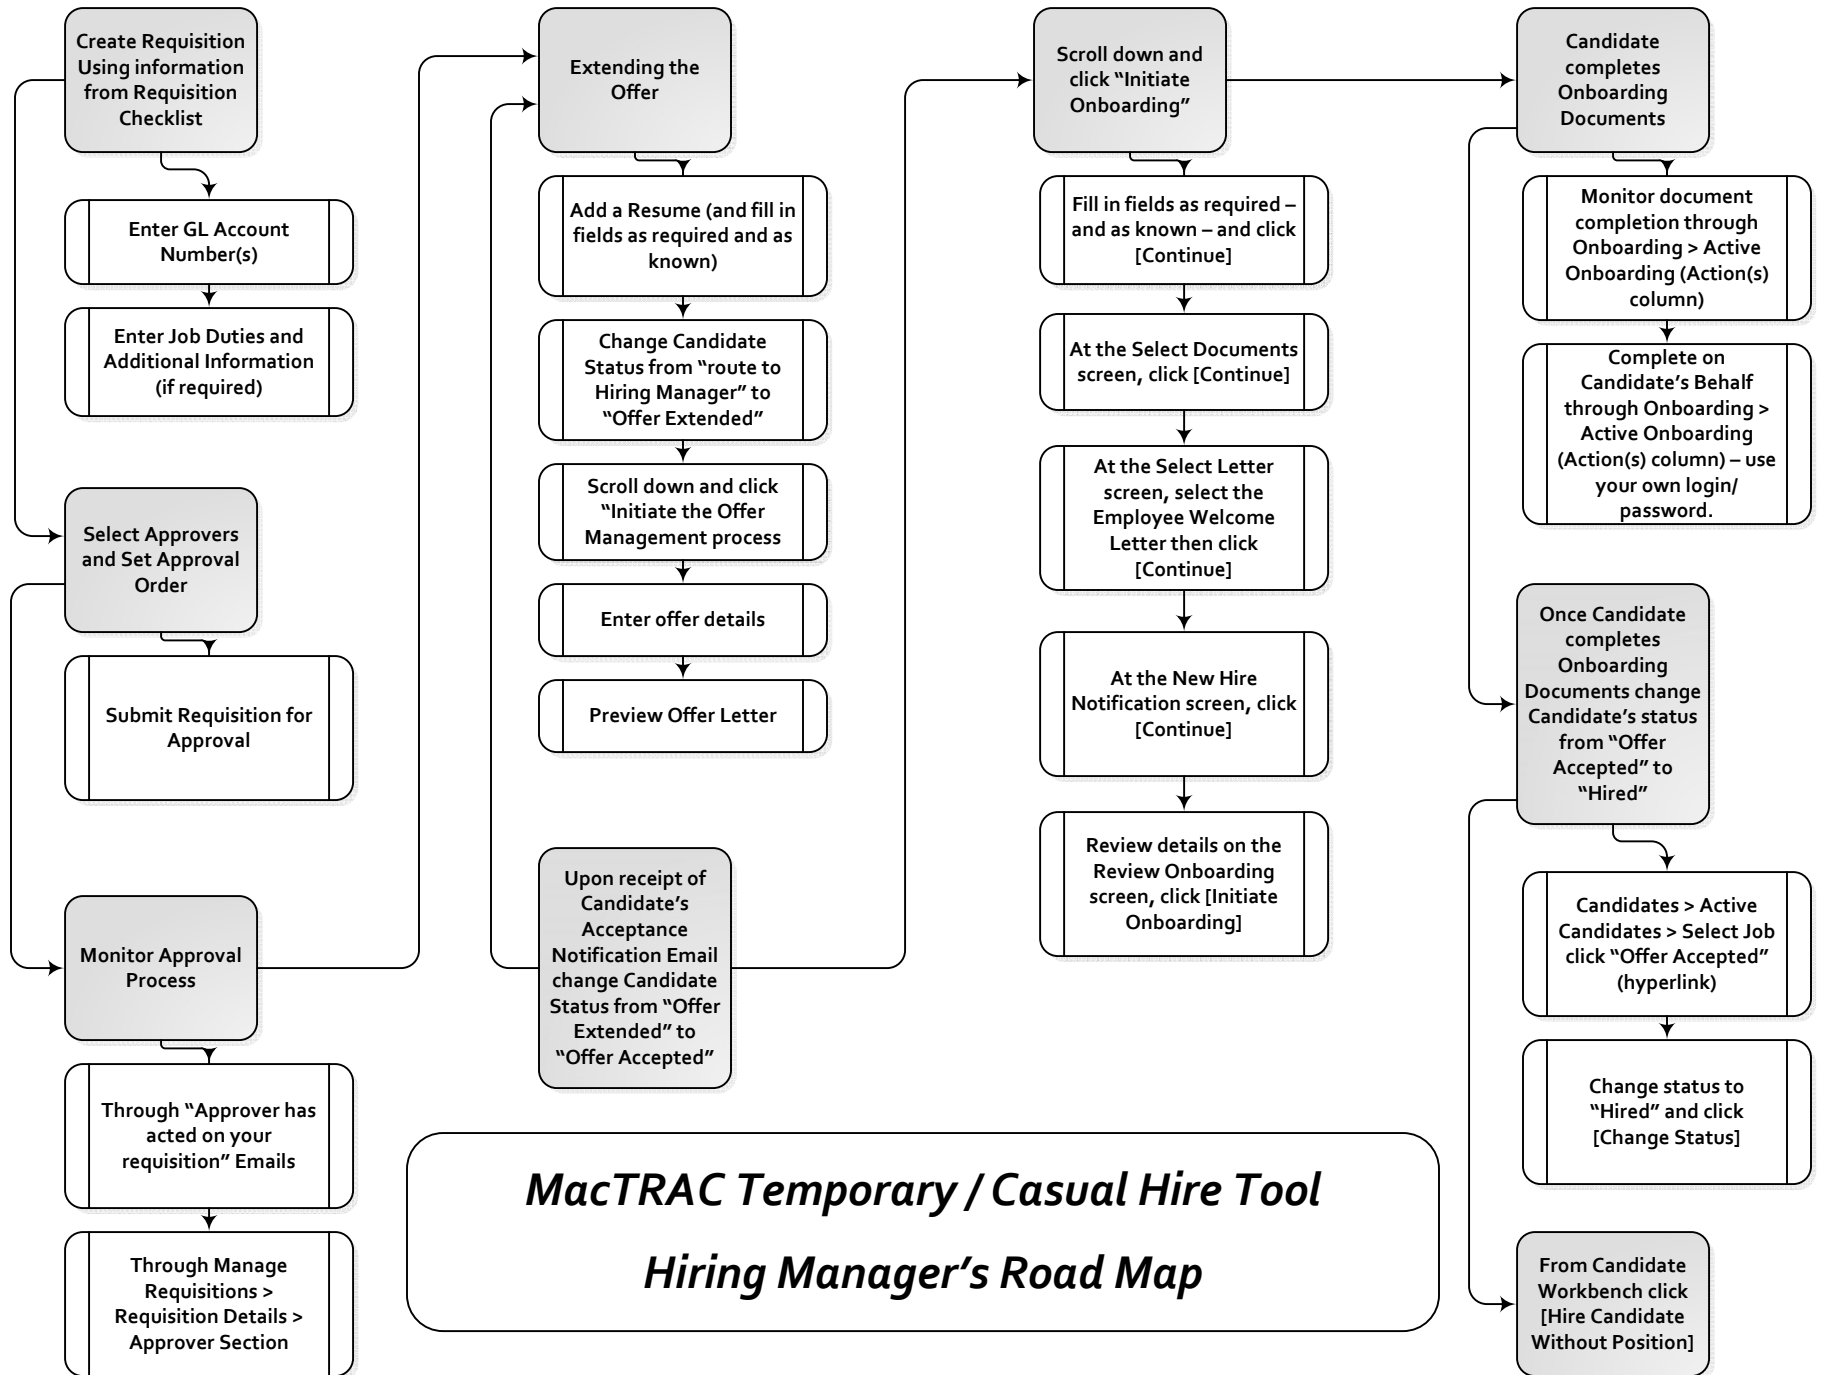 Create Requisition
Using information
from Requisition
Checklist
Enter GL Account
Number(s)
Enter Job Duties and
Additional Information
(if required)
Select Approvers
and Set Approval
Order
Submit Requisition for
Approval
Monitor Approval
Process
Through “Approver has
acted on your
requisition” Emails
Through Manage
Requisitions >
Requisition Details >
Approver Section
Extending the
Offer
Add a Resume (and fill in
fields as required and as
known)
Change Candidate
Status from “route to
Hiring Manager” to
“Offer Extended”
Scroll down and click
“Initiate the Offer
Management process
Enter offer details
Preview Offer Letter
Upon receipt of
Candidate’s
Acceptance
Notification Email
change Candidate
Status from “Offer
Extended” to
“Offer Accepted”
Scroll down and
click “Initiate
Onboarding”
Fill in fields as required –
and as known – and click
[Continue]
At the Select Documents
screen, click [Continue]
At the Select Letter
screen, select the
Employee Welcome
Letter then click
[Continue]
At the New Hire
Notification screen, click
[Continue]
Review details on the
Review Onboarding
screen, click [Initiate
Onboarding]
Candidate
completes
Onboarding
Documents
Monitor document
completion through
Onboarding > Active
Onboarding (Action(s)
column)
Complete on
Candidate’s Behalf
through Onboarding >
Active Onboarding
(Action(s) column) – use
your own login/
password.
Once Candidate
completes
Onboarding
Documents change
Candidate’s status
from “Offer
Accepted” to
“Hired”
Candidates > Active
Candidates > Select Job
click “Offer Accepted”
(hyperlink)
Change status to
“Hired” and click
[Change Status]
From Candidate
Workbench click
[Hire Candidate
Without Position]
MacTRAC Temporary / Casual Hire Tool
Hiring Manager’s Road Map